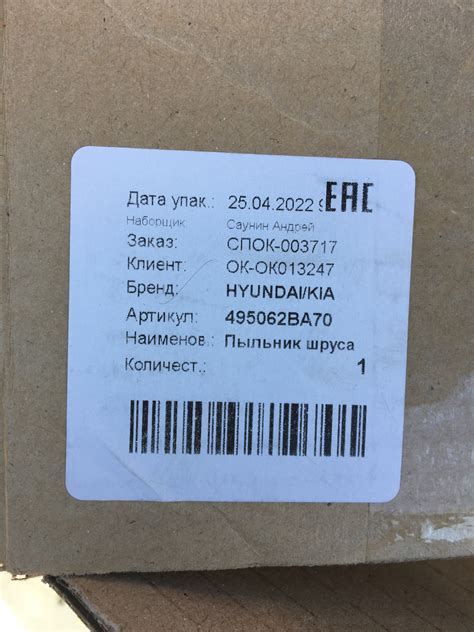 Дата упак.: 25.04.2022 9 EAC
Наборщик Саунин Андрей
Заказ: СПОК-003717
Клиент: ОК-ОК013247
Бренд: HYUNDAI/KIA
Артикул: 495062BA70
Наименов.: Пыльник шруса
Количест.: 1